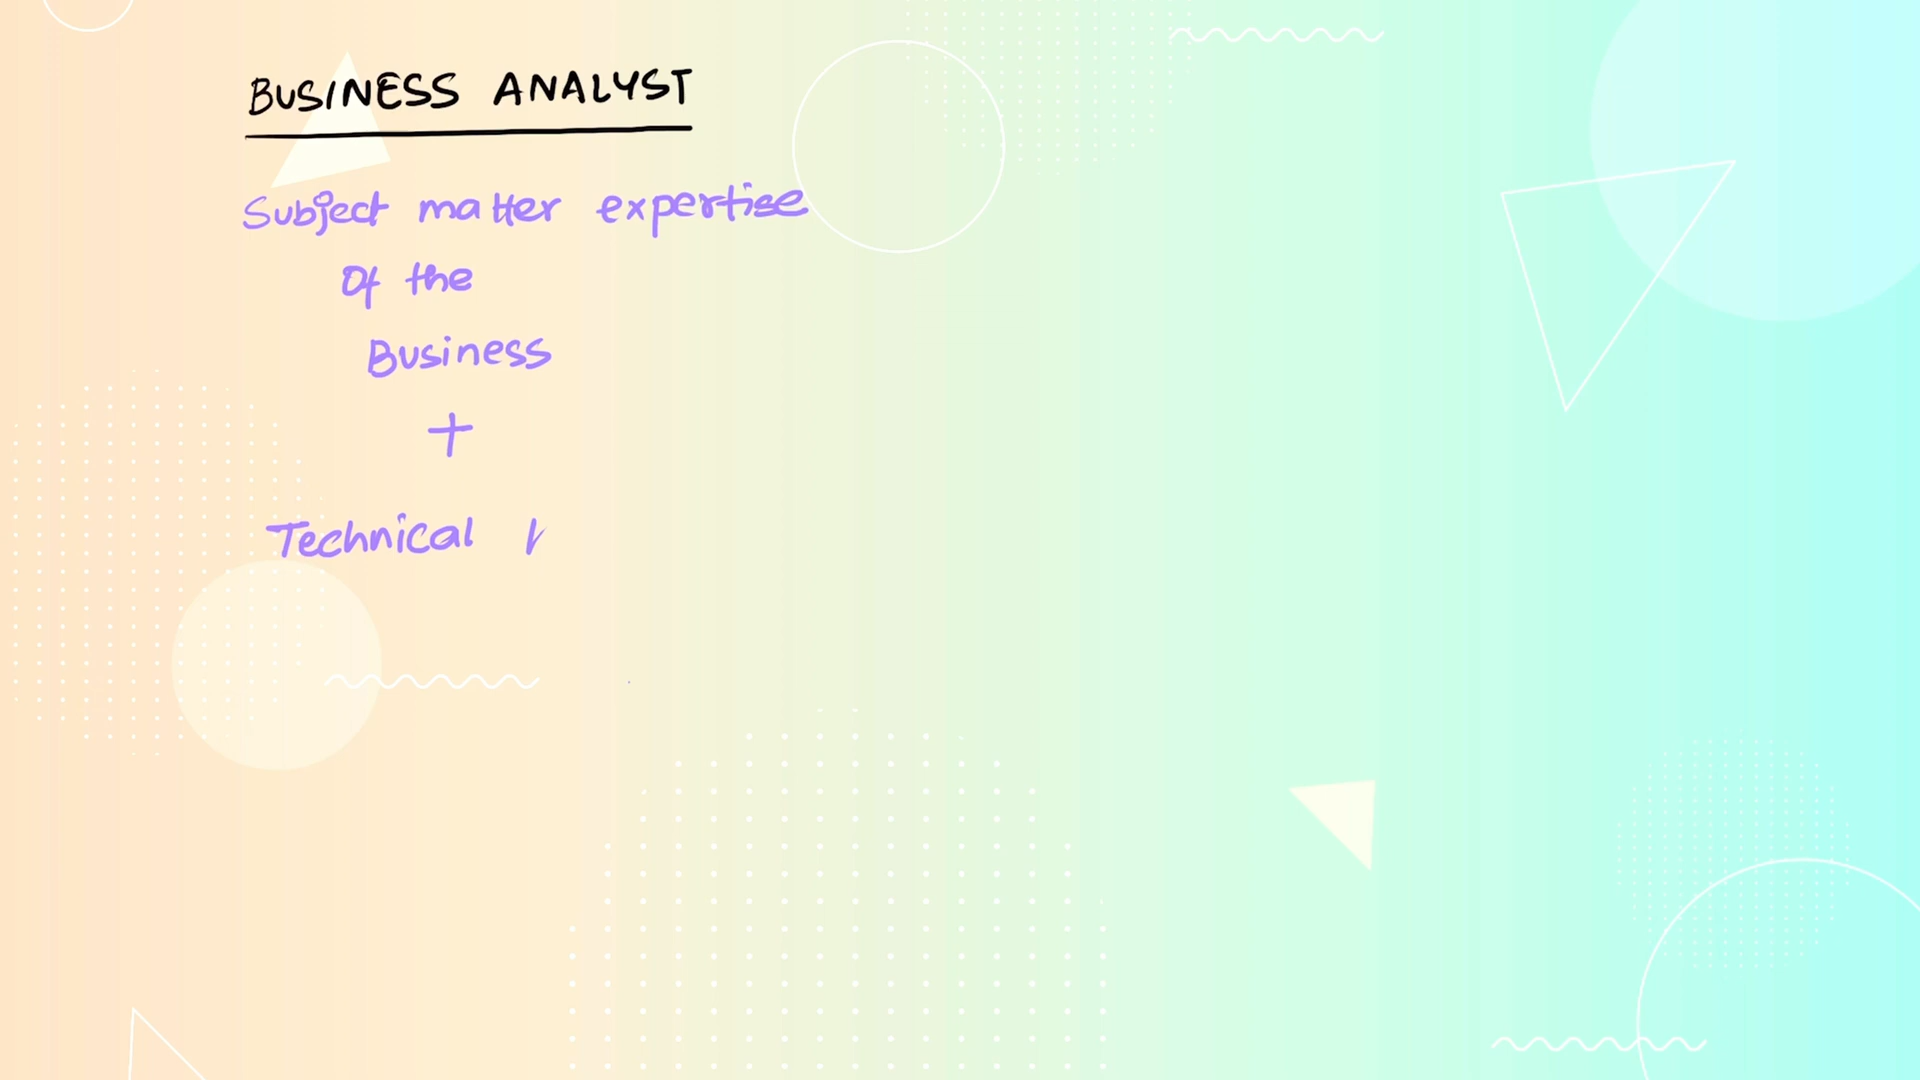 BUSINESS ANALYST
Subject matter expertise
Of the
Business
+
Technical